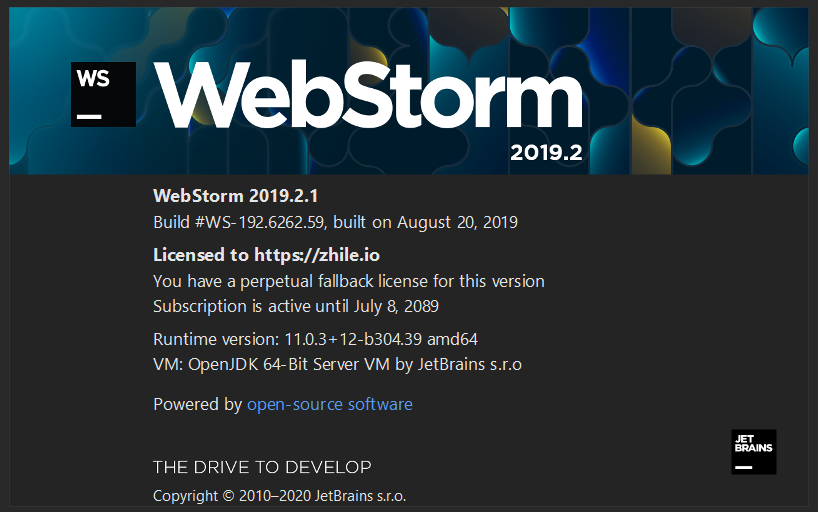 WS
WebStorm
2019.2
WebStorm 2019.2.1
Build #WS-192.6262.59, built on August 20, 2019
Licensed to https://zhile.io
You have a perpetual fallback license for this version
Subscription is active until July 8, 2089
Runtime version: 11.0.3+12-b304.39 amd64
VM: OpenJDK 64-Bit Server VM by JetBrains s.r.o
Powered by open-source software
JET
BRAINS
THE DRIVE TO DEVELOP
Copyright © 2010–2020 JetBrains s.r.o.